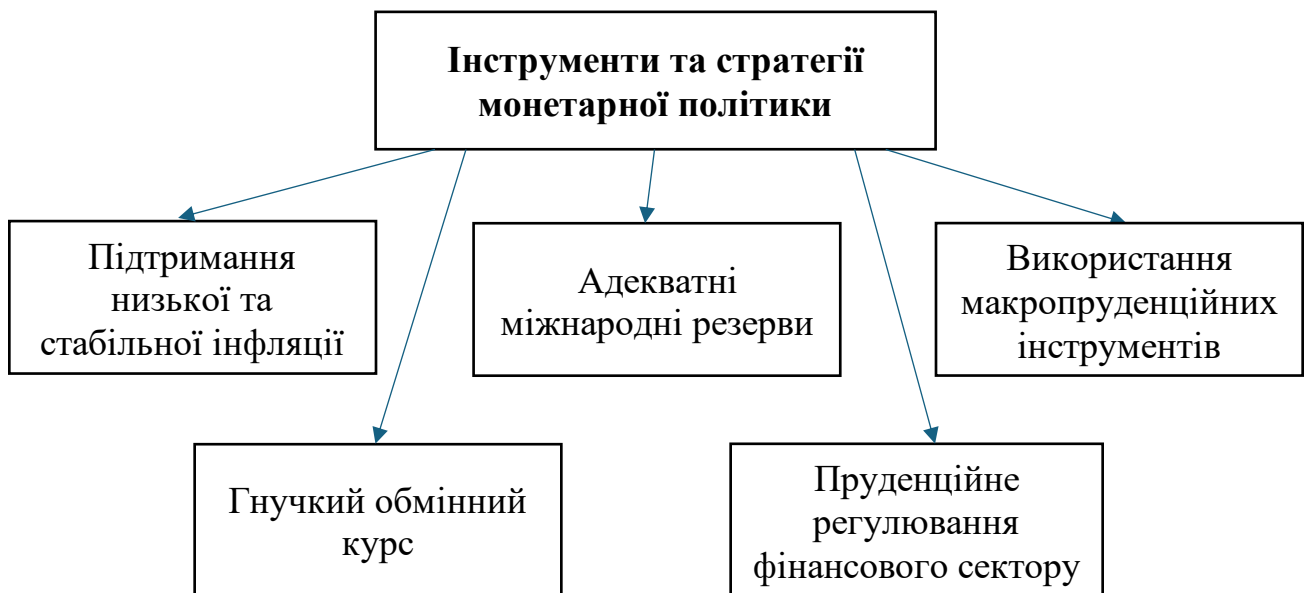 Інструменти та стратегії
монетарної політики
Підтримання
низької та
стабільної інфляції
Адекватні
міжнародні резерви
Використання
макропруденційних
інструментів
Гнучкий обмінний
курс
Пруденційне
регулювання
фінансового сектору